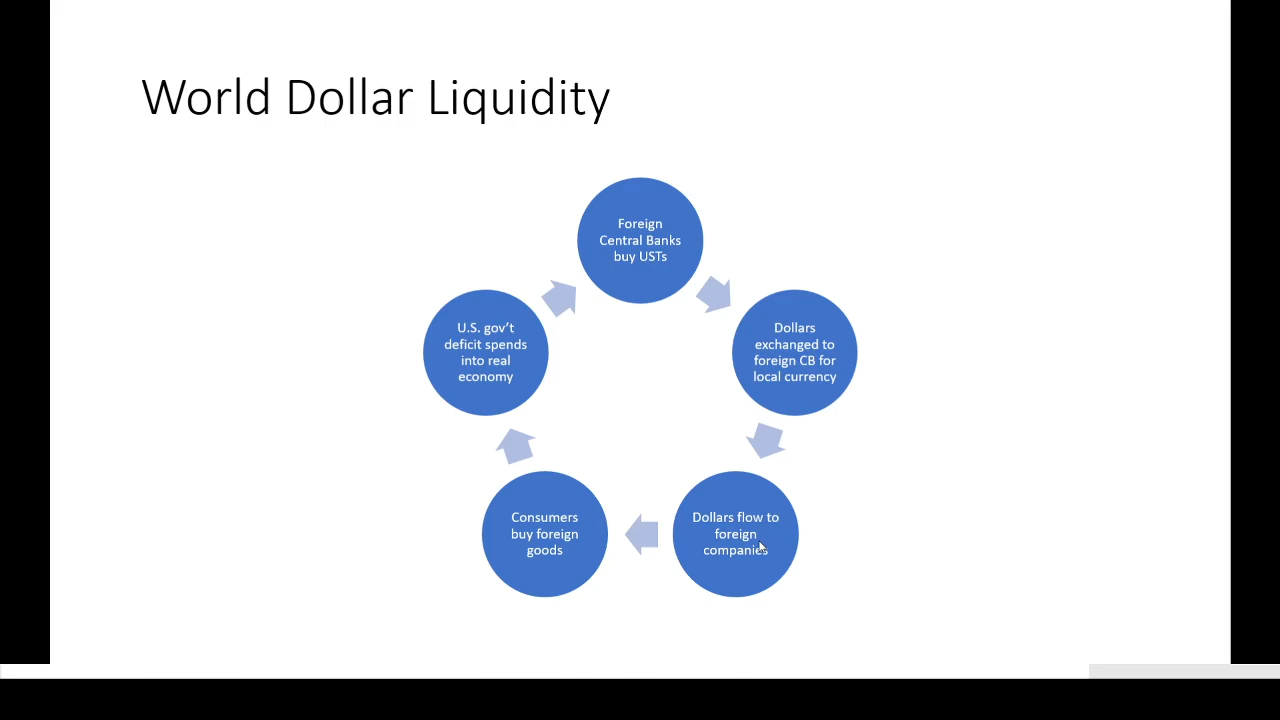 World Dollar Liquidity
Foreign
Central Banks
buy USTs
Dollars
exchanged to
foreign CB for
local currency
Dollars flow to
foreign
companies
Consumers
buy foreign
goods
U.S. gov’t
deficit spends
into real
economy